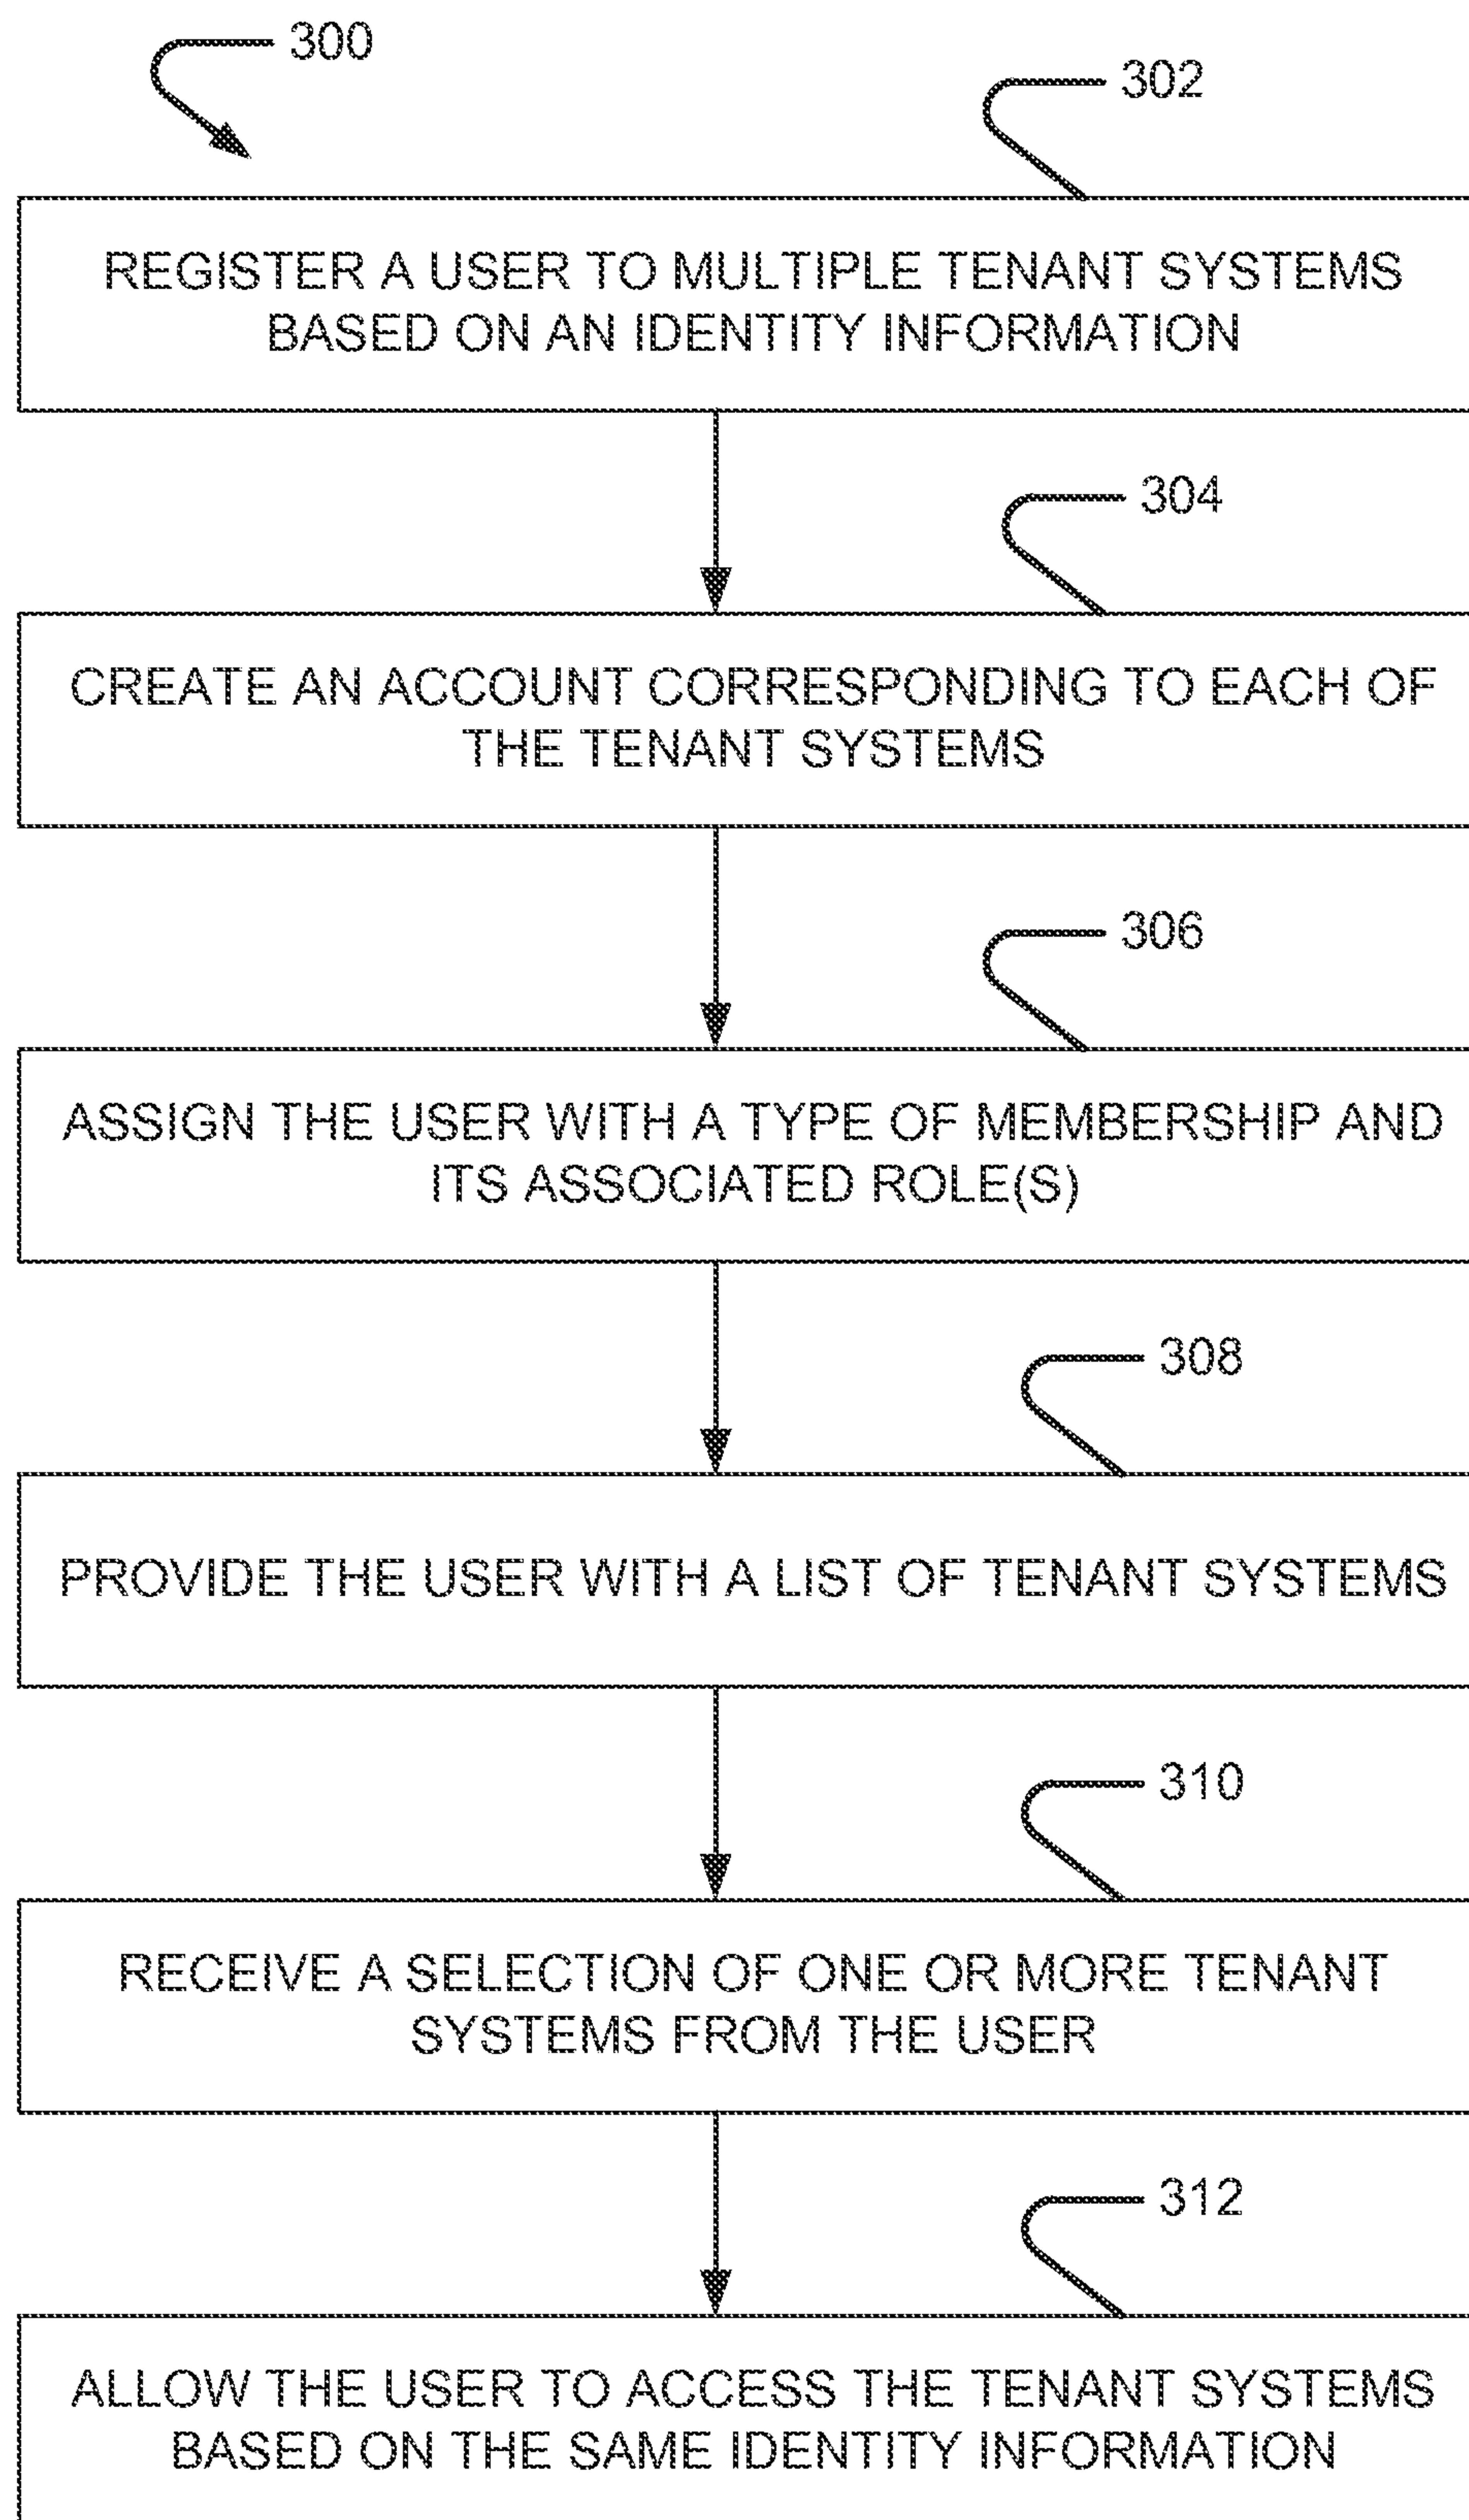 300
302
REGISTER A USER TO MULTIPLE TENANT SYSTEMS
BASED ON AN IDENTITY INFORMATION
304
CREATE AN ACCOUNT CORRESPONDING TO EACH OF
THE TENANT SYSTEMS
306
ASSIGN THE USER WITH A TYPE OF MEMBERSHIP AND
ITS ASSOCIATED ROLE(S)
308
PROVIDE THE USER WITH A LIST OF TENANT SYSTEMS
310
RECEIVE A SELECTION OF ONE OR MORE TENANT
SYSTEMS FROM THE USER
312
ALLOW THE USER TO ACCESS THE TENANT SYSTEMS
BASED ON THE SAME IDENTITY INFORMATION